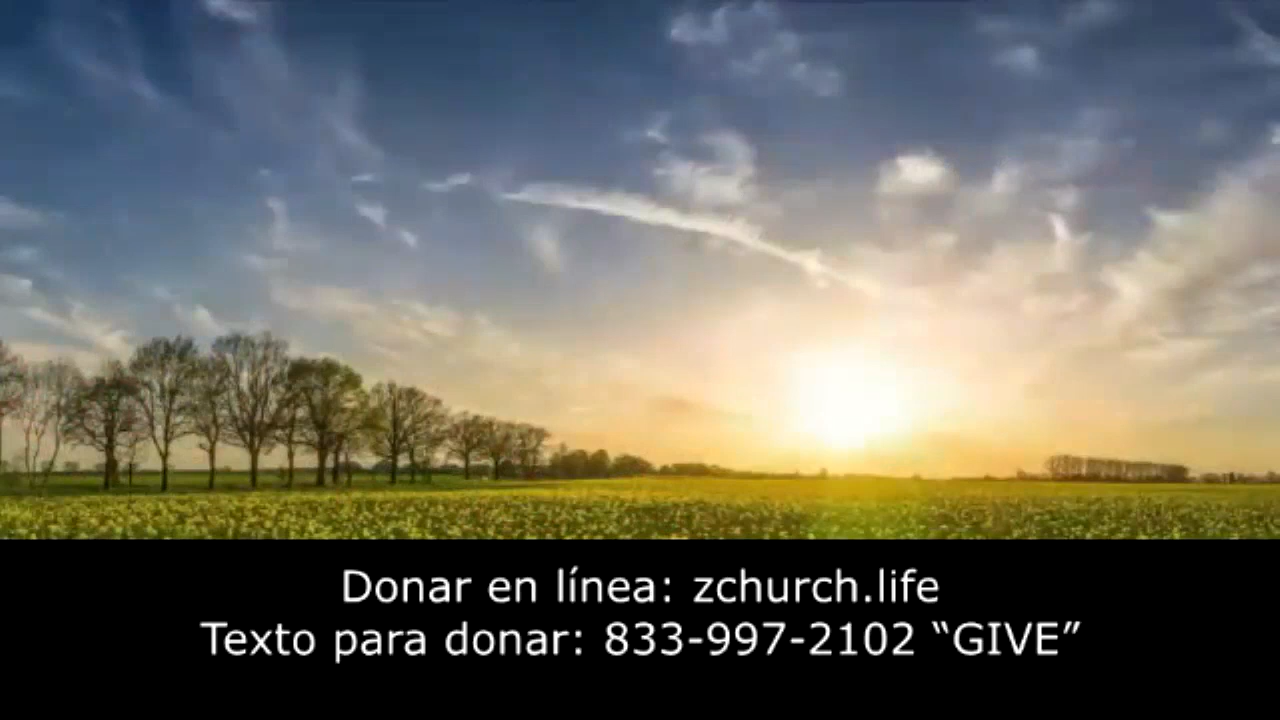 Donar en línea: zchurch.life
Texto para donar: 833-997-2102 “GIVE”